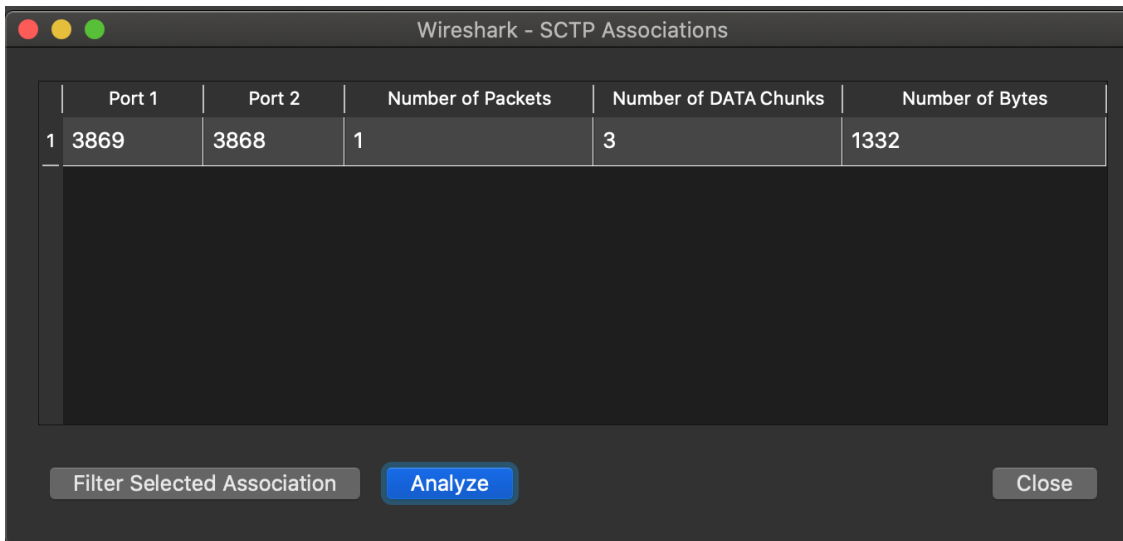 Wireshark - SCTP Associations
Port 1 Port 2 Number of Packets Number of DATA Chunks Number of Bytes
1 3869 3868 1 3 1332
Filter Selected Association Analyze Close